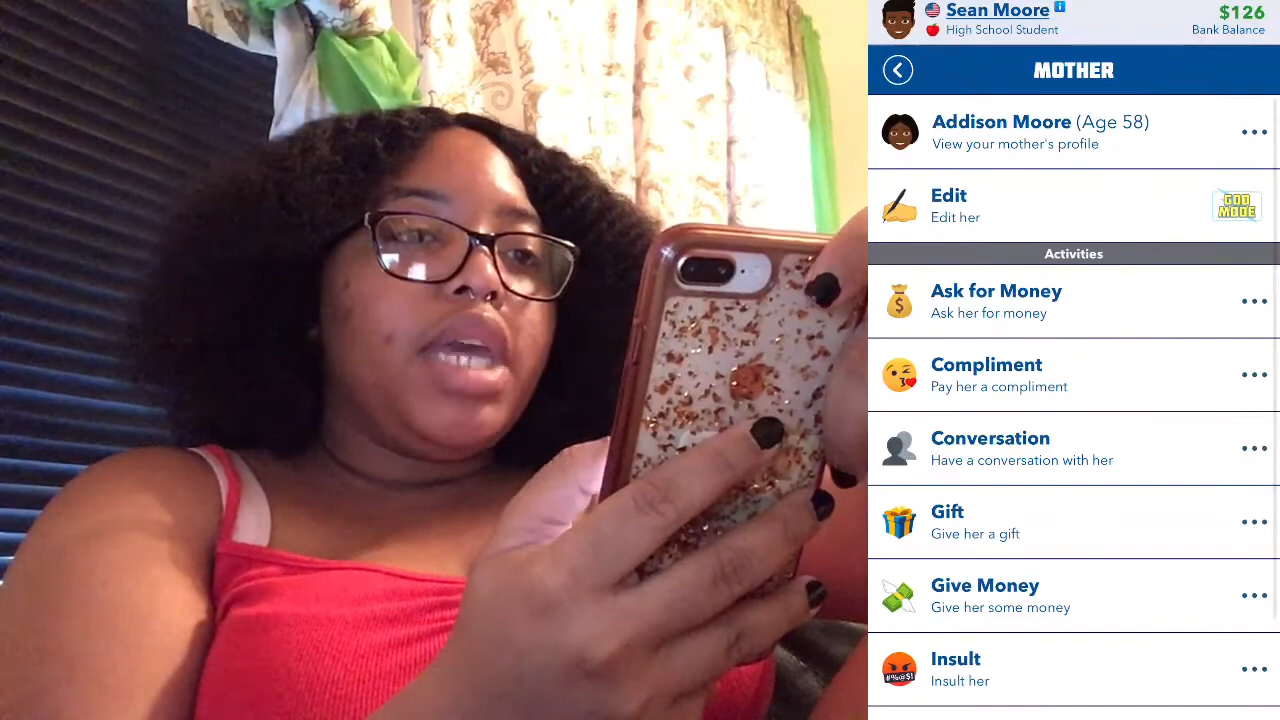 Sean Moore
$126
High School Student
Bank Balance
MOTHER
Addison Moore (Age 58)
View your mother's profile
Edit
Edit her
GOD
MODE
Activities
Ask for Money
Ask her for money
Compliment
Pay her a compliment
Conversation
Have a conversation with her
Gift
Give her a gift
Give Money
Give her some money
Insult
#%@$!
Insult her